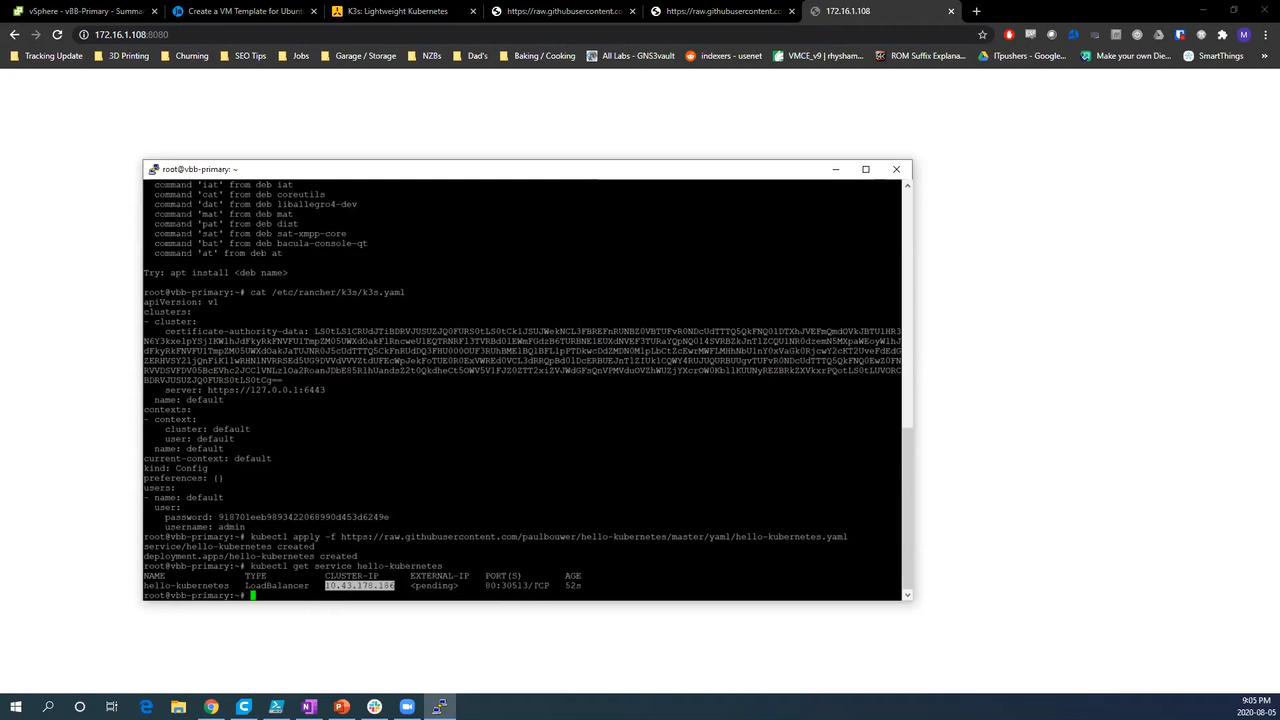 vSphere - vBB-Primary - Summa
Create a VM Template for Ubunt
K3s: Lightweight Kubernetes
https://raw.githubusercontent.co
https://raw.githubusercontent.co
172.16.1.108
172.16.1.108:8080
M
Tracking Update
3D Printing
Churning
SEO Tips
Jobs
Garage / Storage
NZBs
Dad's
Baking / Cooking
All Labs - GNS3vault
indexers - usenet
VMCE_v9 | rhysham...
ROM Suffix Explana...
ITpushers - Google...
Make your own Die...
SmartThings
root@vbb-primary: ~
command 'iat' from deb iat
command 'cat' from deb coreutils
command 'dat' from deb liballegro4-dev
command 'mat' from deb mat
command 'pat' from deb dist
command 'sat' from deb sat-xmpp-core
command 'bat' from deb bacula-console-qt
command 'at' from deb at
Try: apt install <deb name>
root@vbb-primary:~# cat /etc/rancher/k3s/k3s.yaml
apiVersion: v1
clusters:
- cluster:
certificate-authority-data:
server: https://127.0.0.1:6443
name: default
contexts:
- context:
cluster: default
user: default
name: default
current-context: default
kind: Config
preferences: {}
users:
- name: default
user:
password: 918701eeb9893422068990d453d6249e
username: admin
root@vbb-primary:~# kubectl apply -f https://raw.githubusercontent.com/paulbouwer/hello-kubernetes/master/yaml/hello-kubernetes.yaml
service/hello-kubernetes created
deployment.apps/hello-kubernetes created
root@vbb-primary:~# kubectl get service hello-kubernetes
NAME TYPE CLUSTER-IP EXTERNAL-IP PORT(S) AGE
hello-kubernetes LoadBalancer 10.43.178.186 <pending> 80:30513/TCP 52s
root@vbb-primary:~#
9:05 PM
2020-08-05